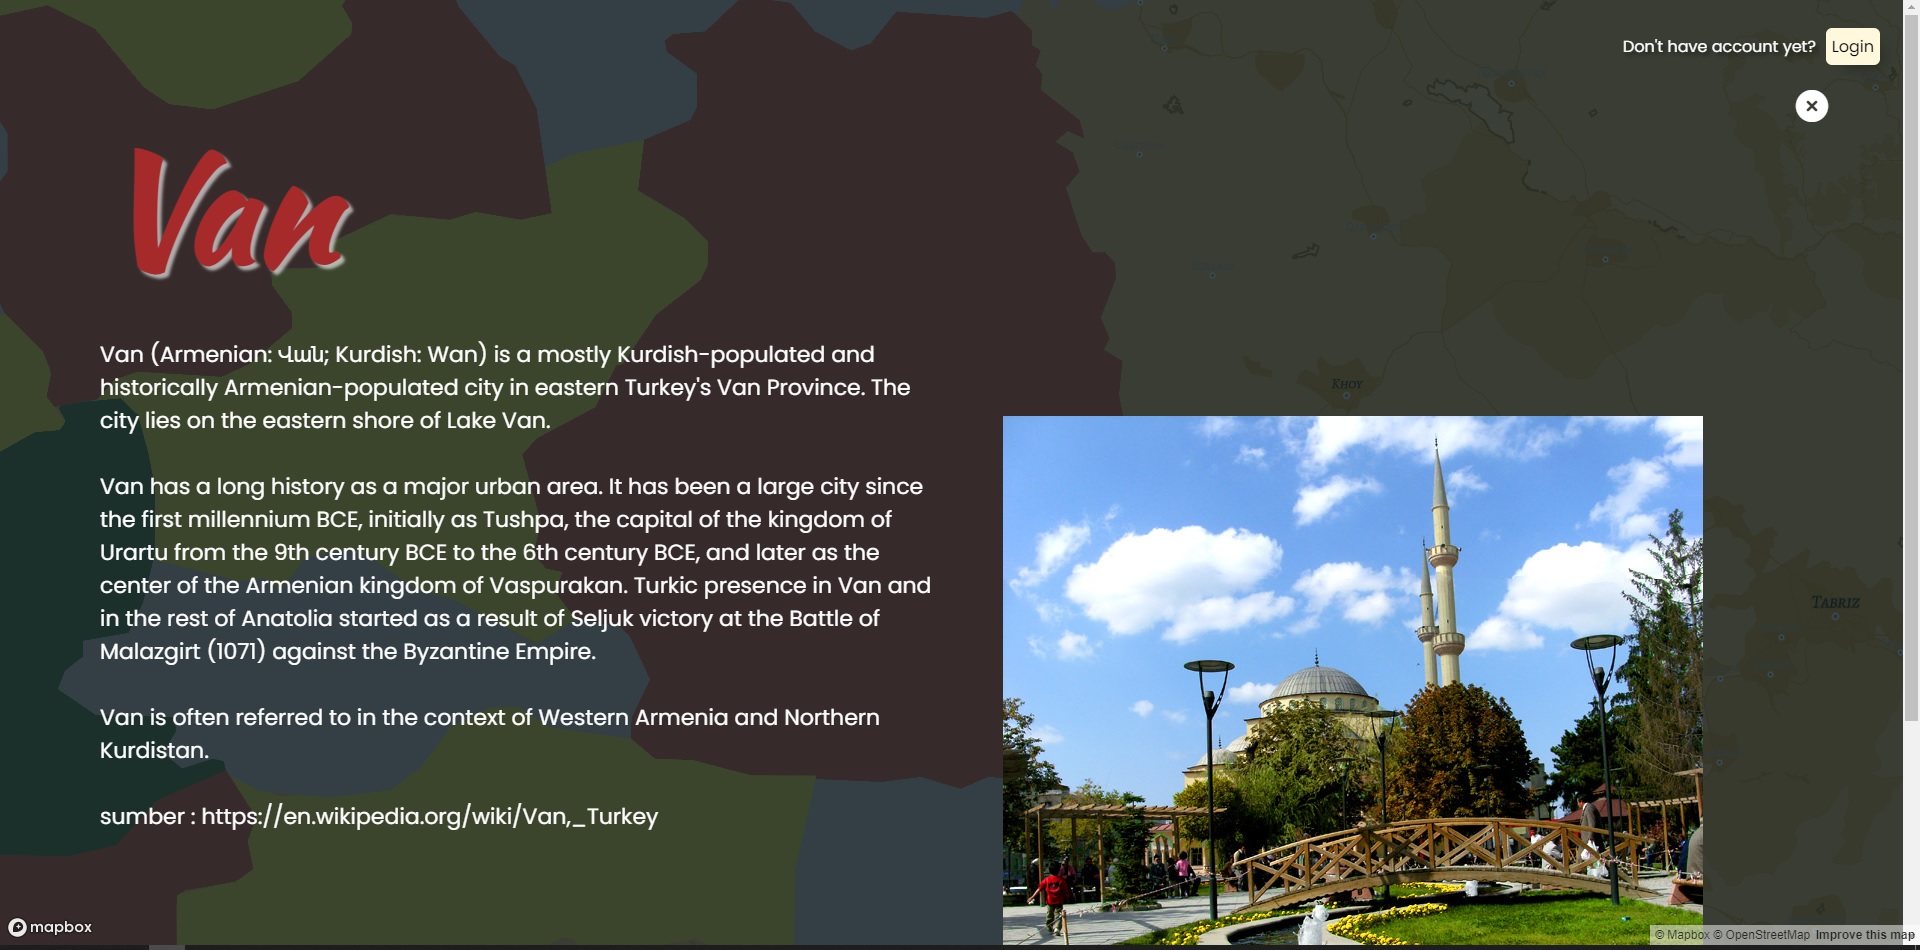 Don't have account yet? Login
Van
Van (Armenian: Վան; Kurdish: Wan) is a mostly Kurdish-populated and
historically Armenian-populated city in eastern Turkey's Van Province. The
city lies on the eastern shore of Lake Van.
Van has a long history as a major urban area. It has been a large city since
the first millennium BCE, initially as Tushpa, the capital of the kingdom of
Urartu from the 9th century BCE to the 6th century BCE, and later as the
center of the Armenian kingdom of Vaspurakan. Turkic presence in Van and
in the rest of Anatolia started as a result of Seljuk victory at the Battle of
Malazgirt (1071) against the Byzantine Empire.
Van is often referred to in the context of Western Armenia and Northern
Kurdistan.
sumber : https://en.wikipedia.org/wiki/Van,_Turkey
Khoy
Tabriz
mapbox
© Mapbox © OpenStreetMap Improve this map